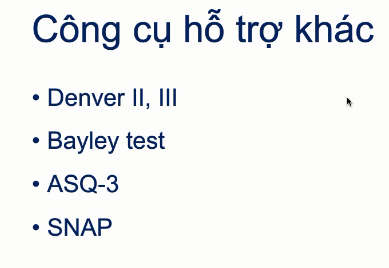 Công cụ hỗ trợ khác
• Denver II, III
• Bayley test
• ASQ-3
• SNAP